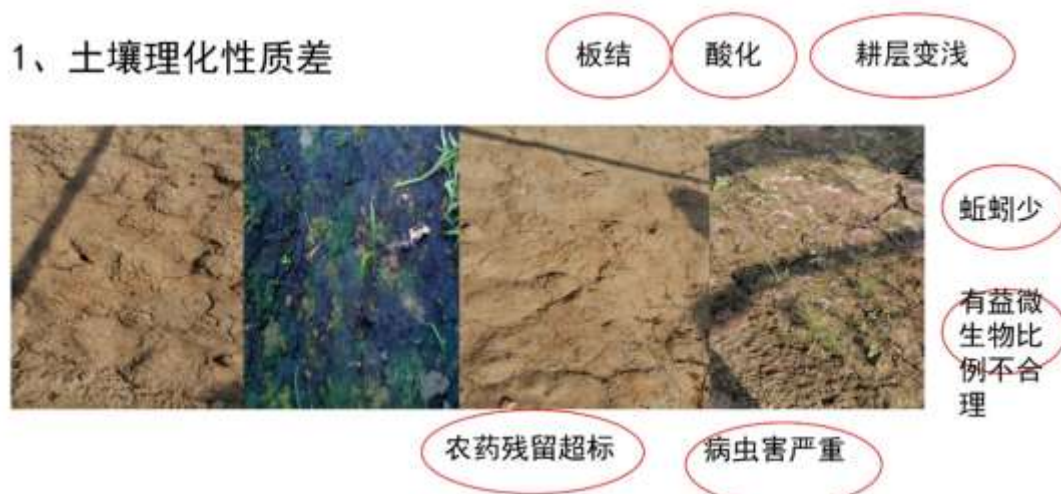 1、土壤理化性质差
板结
酸化
耕层变浅
蚯蚓少
有益微
生物比
例不合
理
农药残留超标
病虫害严重